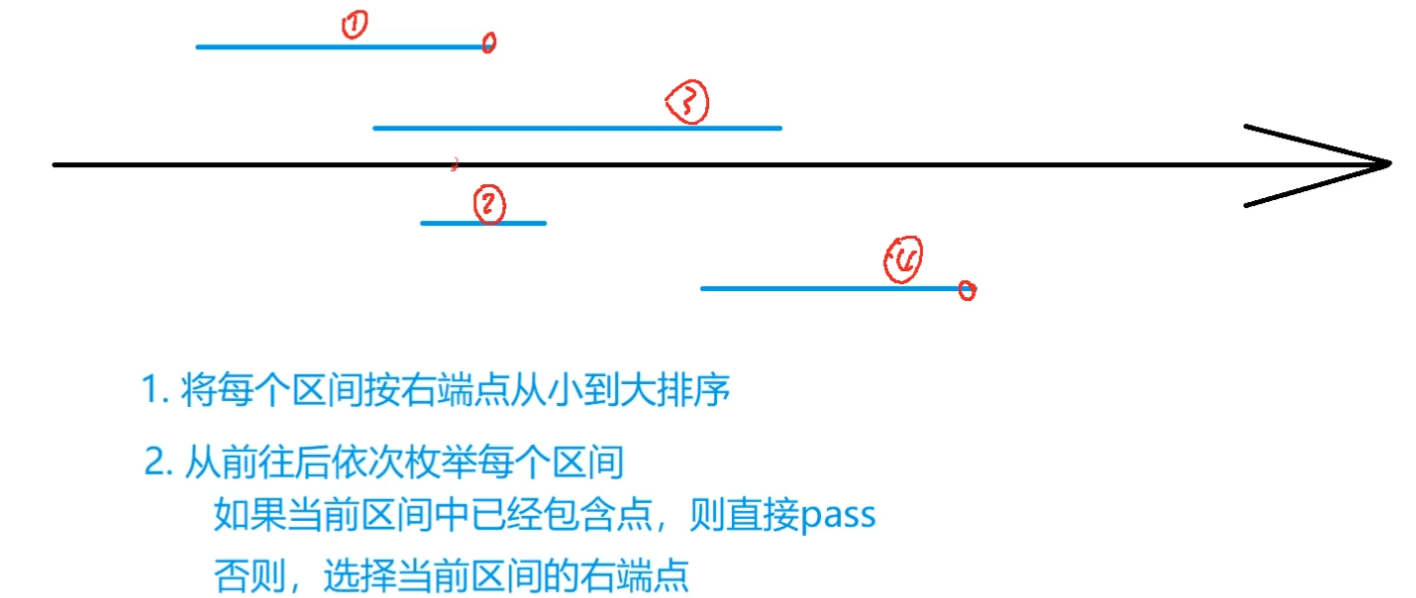 ①
③
②
④
1. 将每个区间按右端点从小到大排序
2. 从前往后依次枚举每个区间
如果当前区间中已经包含点，则直接pass
否则，选择当前区间的右端点